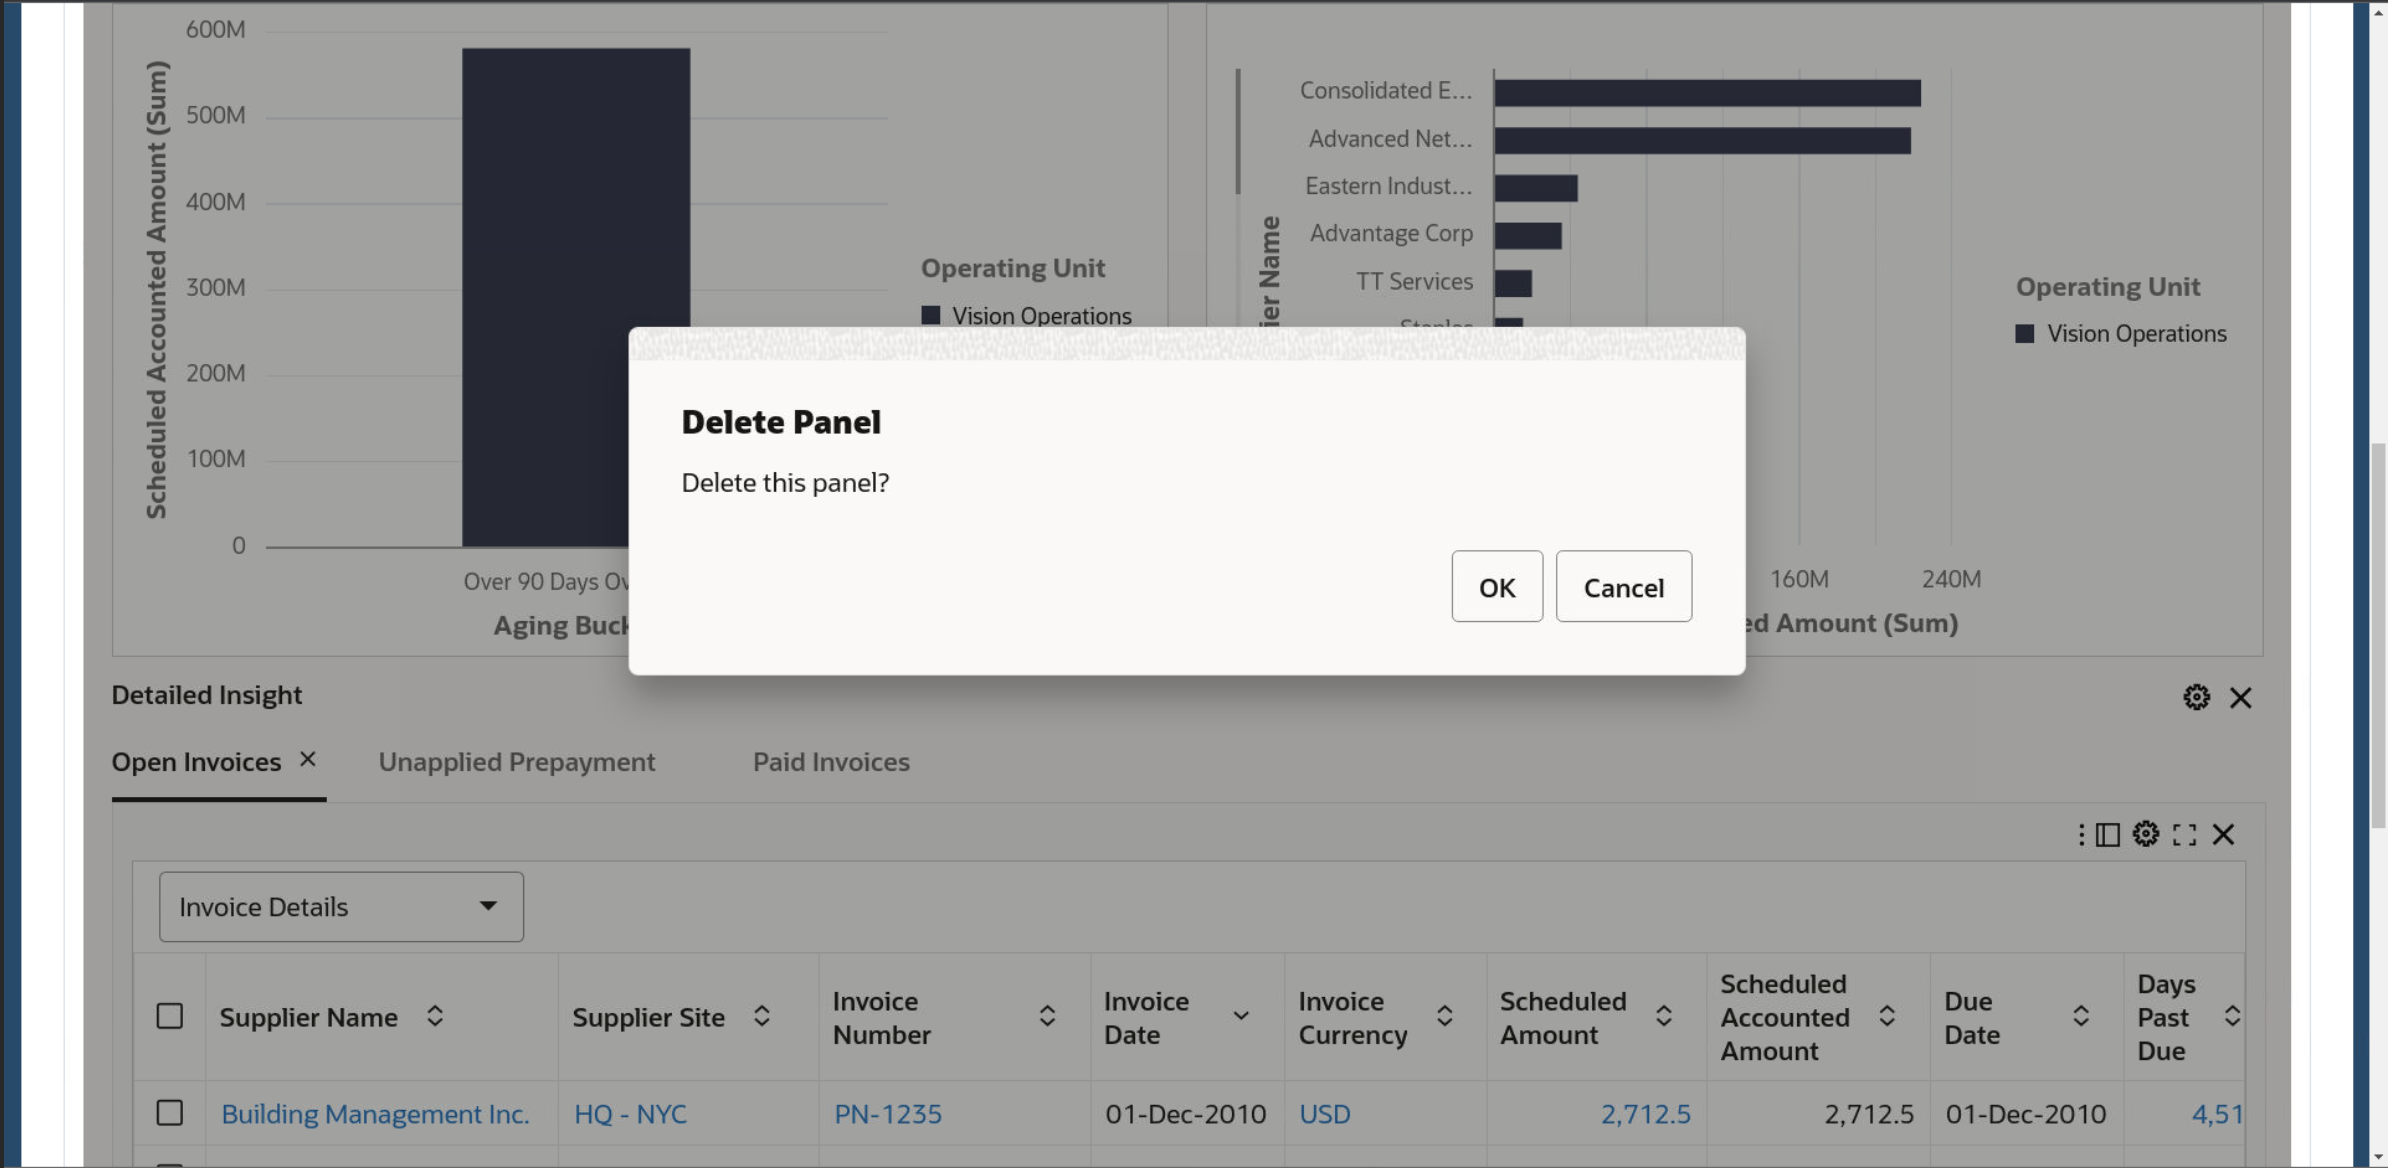 600M
500M
400M
300M
200M
100M
0
Scheduled Accounted Amount (Sum)
Over 90 Days Ov
Aging Buck
Operating Unit
Vision Operations
Consolidated E...
Advanced Net...
Eastern Indust...
Advantage Corp
TT Services
Staples
ier Name
160M 240M
ed Amount (Sum)
Operating Unit
Vision Operations
Delete Panel
Delete this panel?
OK Cancel
Detailed Insight
Open Invoices Unapplied Prepayment Paid Invoices
Invoice Details
Supplier Name
Supplier Site
Invoice
Number
Invoice
Date
Invoice
Currency
Scheduled
Amount
Scheduled
Accounted
Amount
Due
Date
Days
Past
Due
Building Management Inc. HQ - NYC PN-1235 01-Dec-2010 USD 2,712.5 2,712.5 01-Dec-2010 4,51